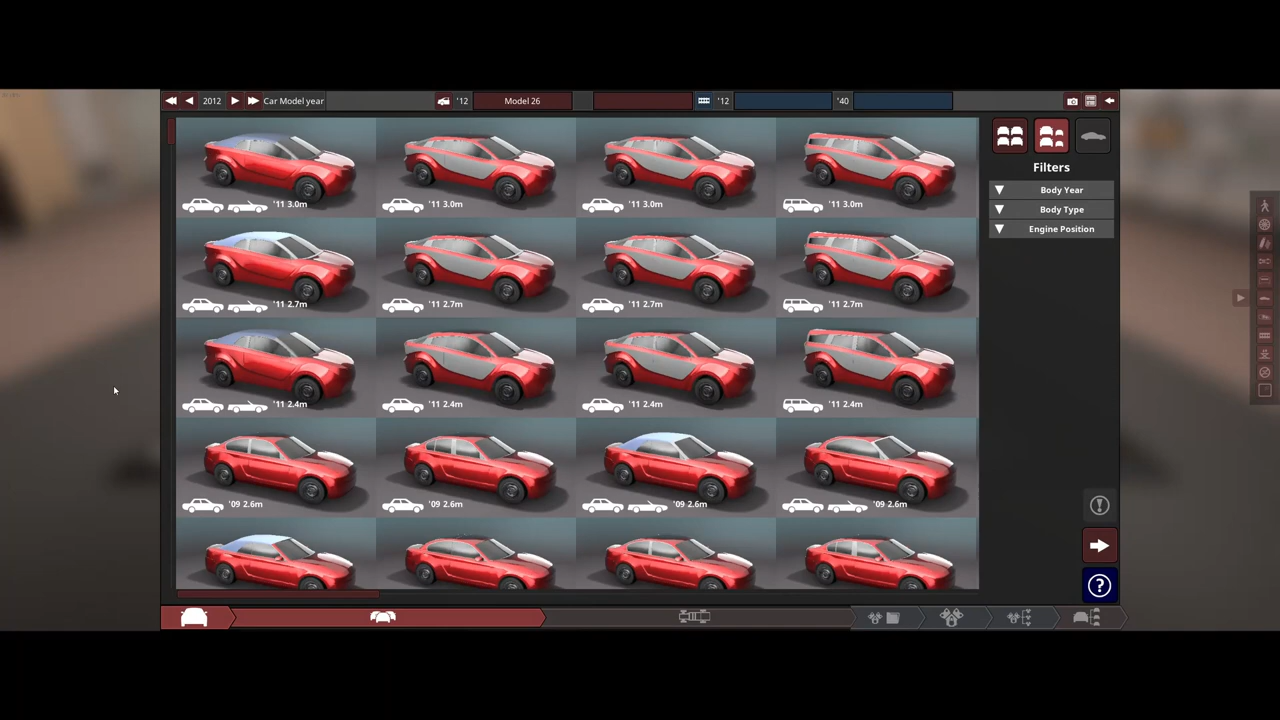 2012 Car Model year '12 Model 26 '12 '40
Filters
Body Year
Body Type
Engine Position
'11 3.0m '11 3.0m '11 3.0m '11 3.0m
'11 2.7m '11 2.7m '11 2.7m '11 2.7m
'11 2.4m '11 2.4m '11 2.4m '11 2.4m
'09 2.6m '09 2.6m '09 2.6m '09 2.6m